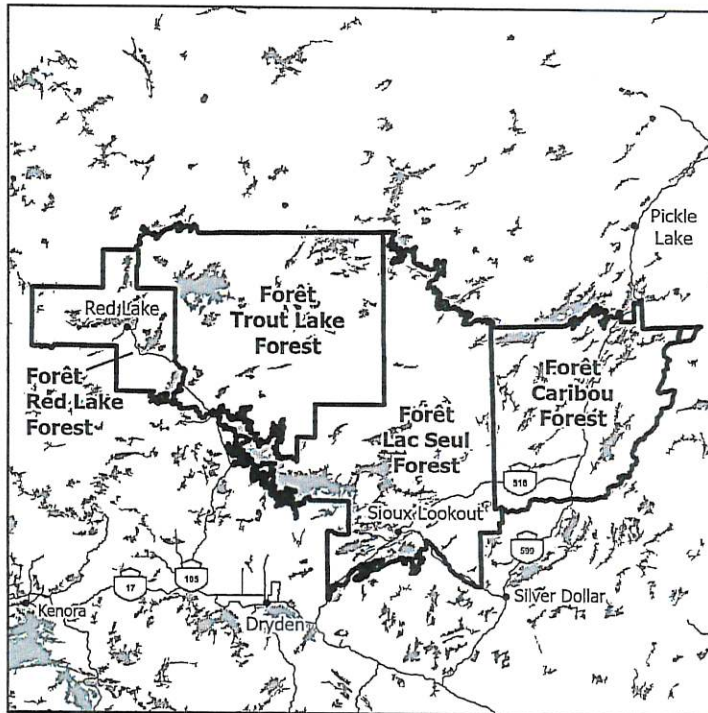 Pickle
Lake
Red Lake
Forêt
Trout Lake
Forest
Forêt
Red Lake
Forest
Forêt
Caribou
Forest
Forêt
Lac Seul
Forest
516
Sioux Lookout
599
105
17
Kenora
Dryden
Silver Dollar